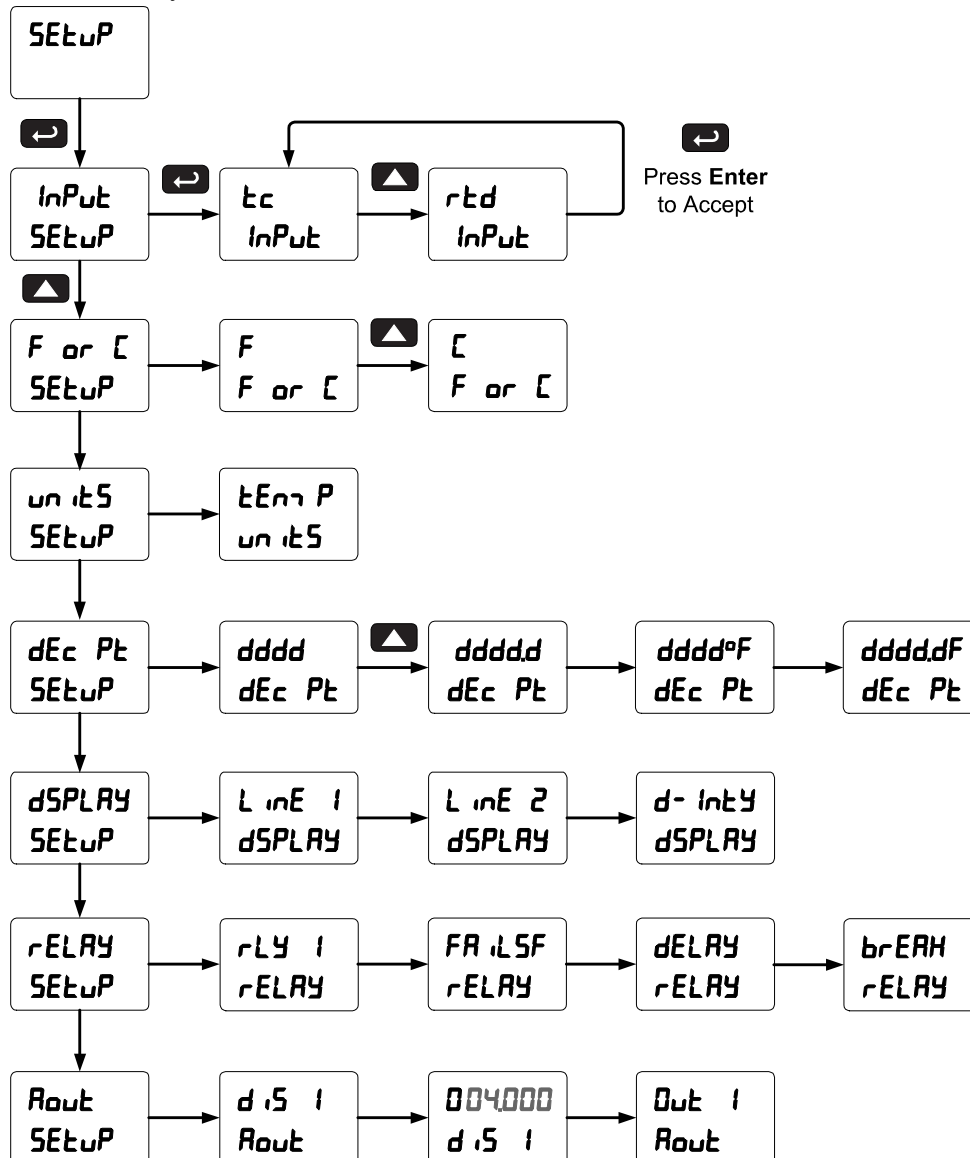 SEtuP
InPut
SEtuP
tc
InPut
rtd
InPut
Press Enter
to Accept
F or C
SEtuP
F
F or C
C
F or C
unitS
SEtuP
tEmP
unitS
dEc Pt
SEtuP
dddd
dEc Pt
dddd.d
dEc Pt
dddd°F
dEc Pt
dddd.dF
dEc Pt
dSPLAY
SEtuP
LinE 1
dSPLAY
LinE 2
dSPLAY
d-IntY
dSPLAY
rELAY
SEtuP
rLY 1
rELAY
FAiLSF
rELAY
dELAY
rELAY
brEAK
rELAY
Aout
SEtuP
diS 1
Aout
004.000
diS 1
Out 1
Aout